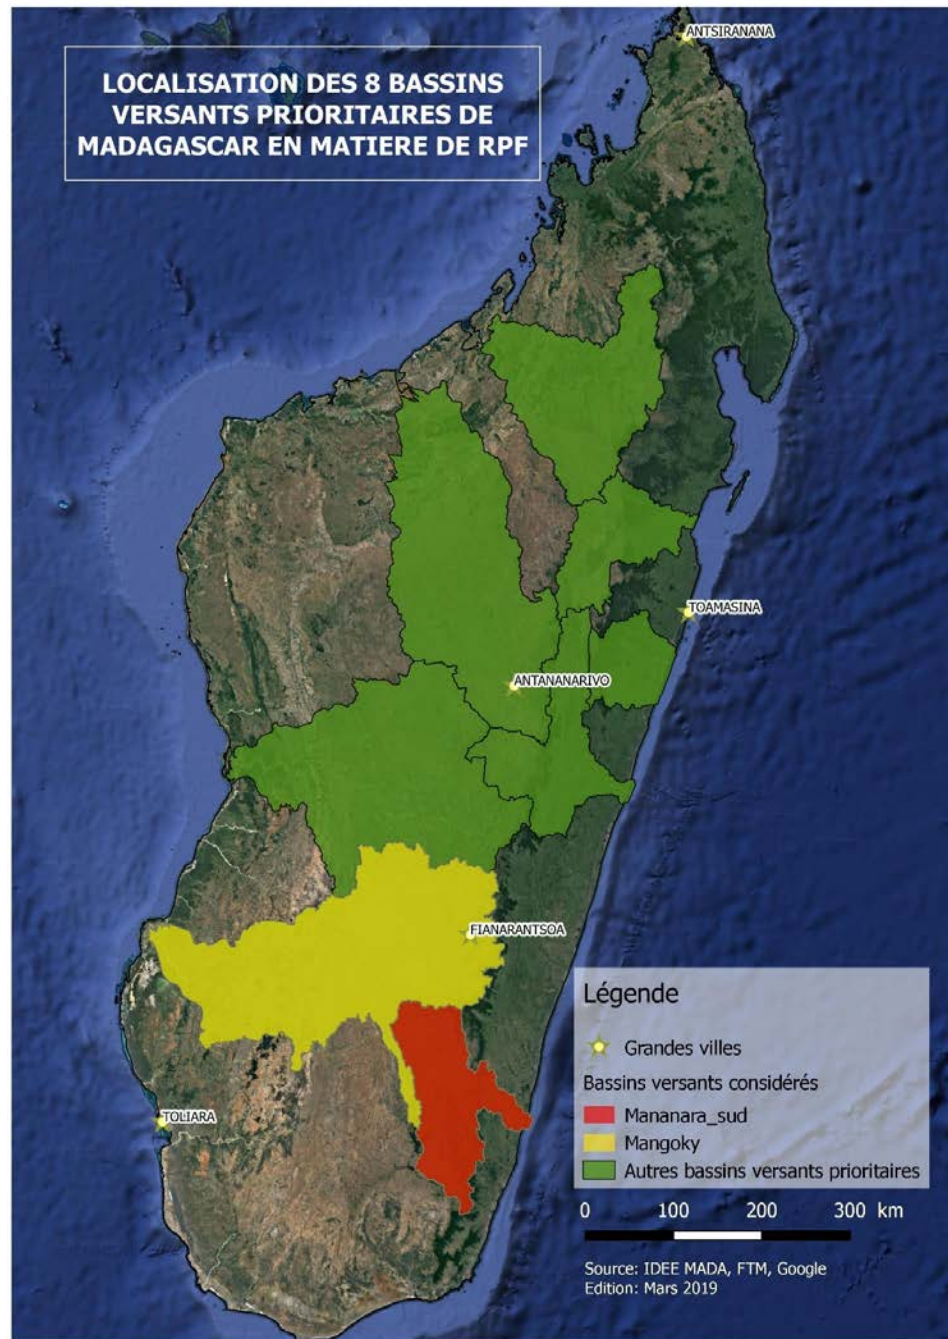 ANTSIRANANA
LOCALISATION DES 8 BASSINS
VERSANTS PRIORITAIRES DE
MADAGASCAR EN MATIERE DE RPF
TOAMASINA
ANTANANARIVO
FIANARANTSOA
TOLIARA
Légende
Grandes villes
Bassins versants considérés
Mananara_sud
Mangoky
Autres bassins versants prioritaires
0 100 200 300 km
Source: IDEE MADA, FTM, Google
Edition: Mars 2019